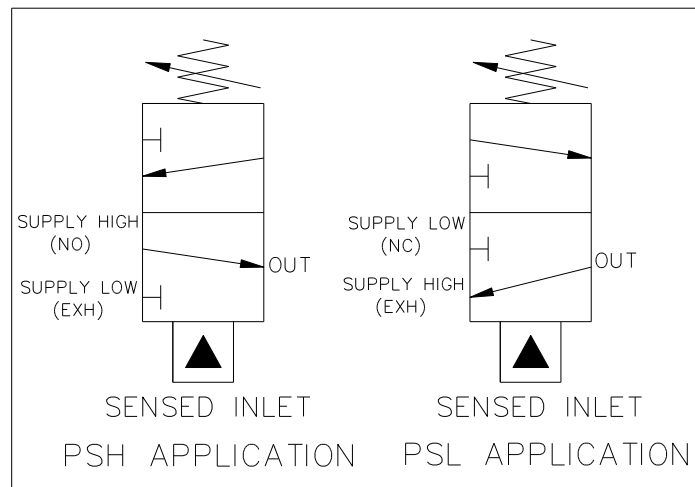 SUPPLY HIGH
(NO)
OUT
SUPPLY LOW
(EXH)
SENSED INLET
PSH APPLICATION
SUPPLY LOW
(NC)
OUT
SUPPLY HIGH
(EXH)
SENSED INLET
PSL APPLICATION